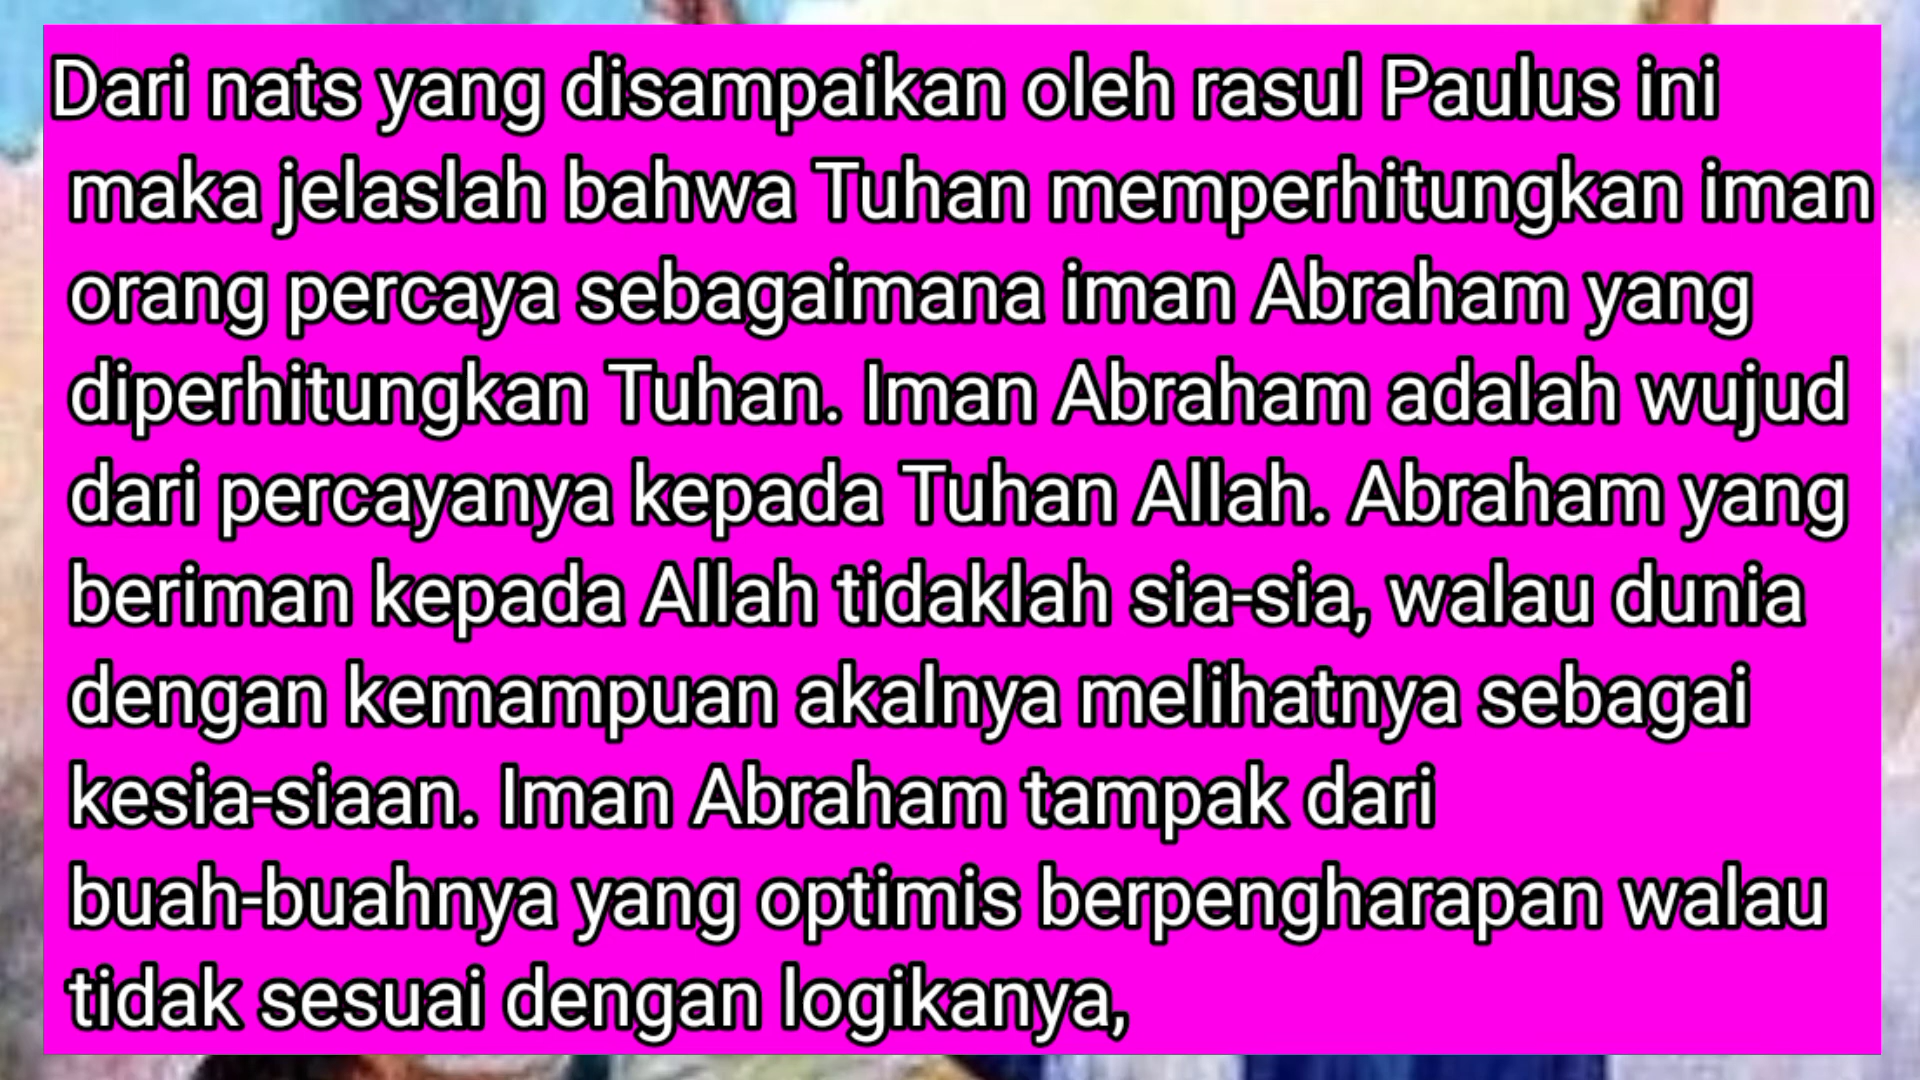 Dari nats yang disampaikan oleh rasul Paulus ini
maka jelaslah bahwa Tuhan memperhitungkan iman
orang percaya sebagaimana iman Abraham yang
diperhitungkan Tuhan. Iman Abraham adalah wujud
dari percayanya kepada Tuhan Allah. Abraham yang
beriman kepada Allah tidaklah sia-sia, walau dunia
dengan kemampuan akalnya melihatnya sebagai
kesia-siaan. Iman Abraham tampak dari
buah-buahnya yang optimis berpengharapan walau
tidak sesuai dengan logikanya,